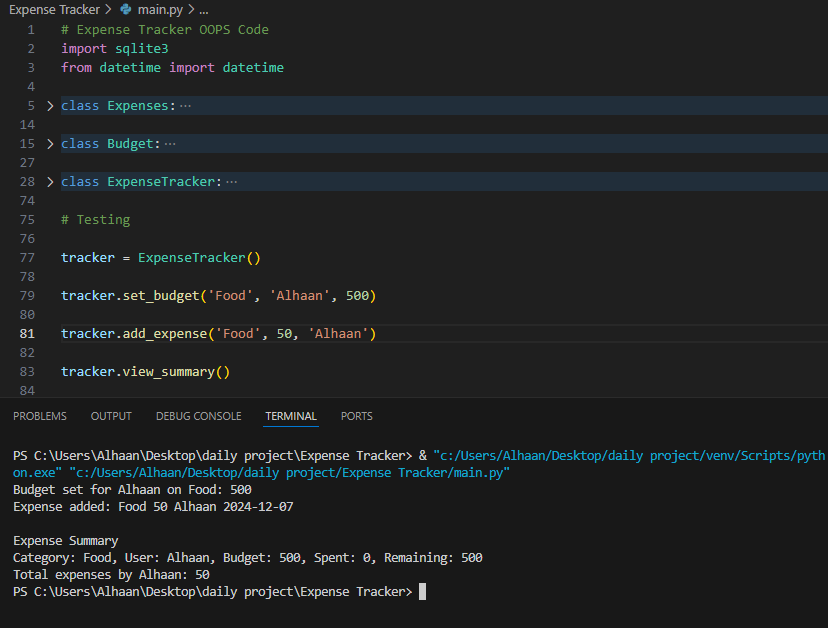 Expense Tracker > main.py > ...
1 # Expense Tracker OOPS Code
2 import sqlite3
3 from datetime import datetime
4
5 > class Expenses: ···
14
15 > class Budget: ···
27
28 > class ExpenseTracker: ···
74
75 # Testing
76
77 tracker = ExpenseTracker()
78
79 tracker.set_budget('Food', 'Alhaan', 500)
80
81 tracker.add_expense('Food', 50, 'Alhaan')
82
83 tracker.view_summary()
84
PROBLEMS OUTPUT DEBUG CONSOLE TERMINAL PORTS
PS C:\Users\Alhaan\Desktop\daily project\Expense Tracker> & "c:/Users/Alhaan/Desktop/daily project/venv/Scripts/pyth
on.exe" "c:/Users/Alhaan/Desktop/daily project/Expense Tracker/main.py"
Budget set for Alhaan on Food: 500
Expense added: Food 50 Alhaan 2024-12-07
Expense Summary
Category: Food, User: Alhaan, Budget: 500, Spent: 0, Remaining: 500
Total expenses by Alhaan: 50
PS C:\Users\Alhaan\Desktop\daily project\Expense Tracker>